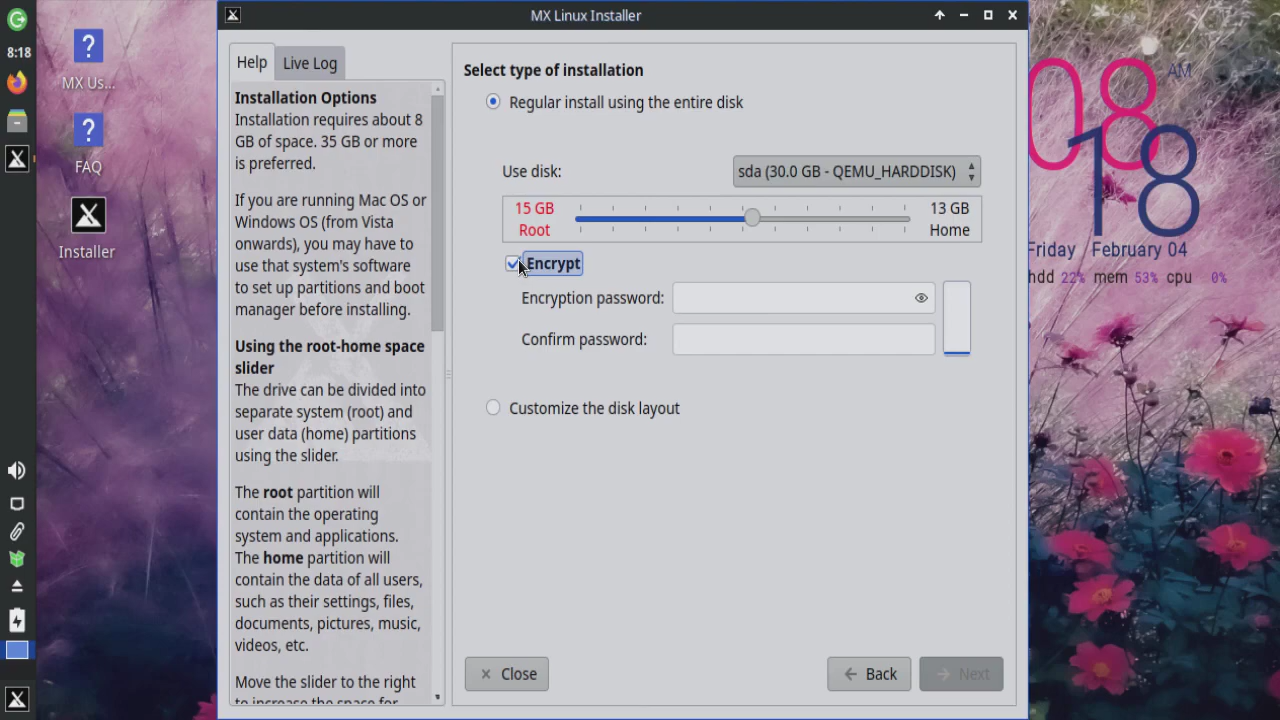 8:18
MX Us...
FAQ
Installer
MX Linux Installer
Help
Live Log
Installation Options
Installation requires about 8
GB of space. 35 GB or more
is preferred.
If you are running Mac OS or
Windows OS (from Vista
onwards), you may have to
use that system's software
to set up partitions and boot
manager before installing.
Using the root-home space
slider
The drive can be divided into
separate system (root) and
user data (home) partitions
using the slider.
The root partition will
contain the operating
system and applications.
The home partition will
contain the data of all users,
such as their settings, files,
documents, pictures, music,
videos, etc.
Move the slider to the right
to increase the space for
Select type of installation
Regular install using the entire disk
Use disk:
sda (30.0 GB - QEMU_HARDDISK)
15 GB
Root
13 GB
Home
Encrypt
Encryption password:
Confirm password:
Customize the disk layout
Close
Back
Next
08
AM
18
Friday February 04
hdd 22% mem 53% cpu 0%